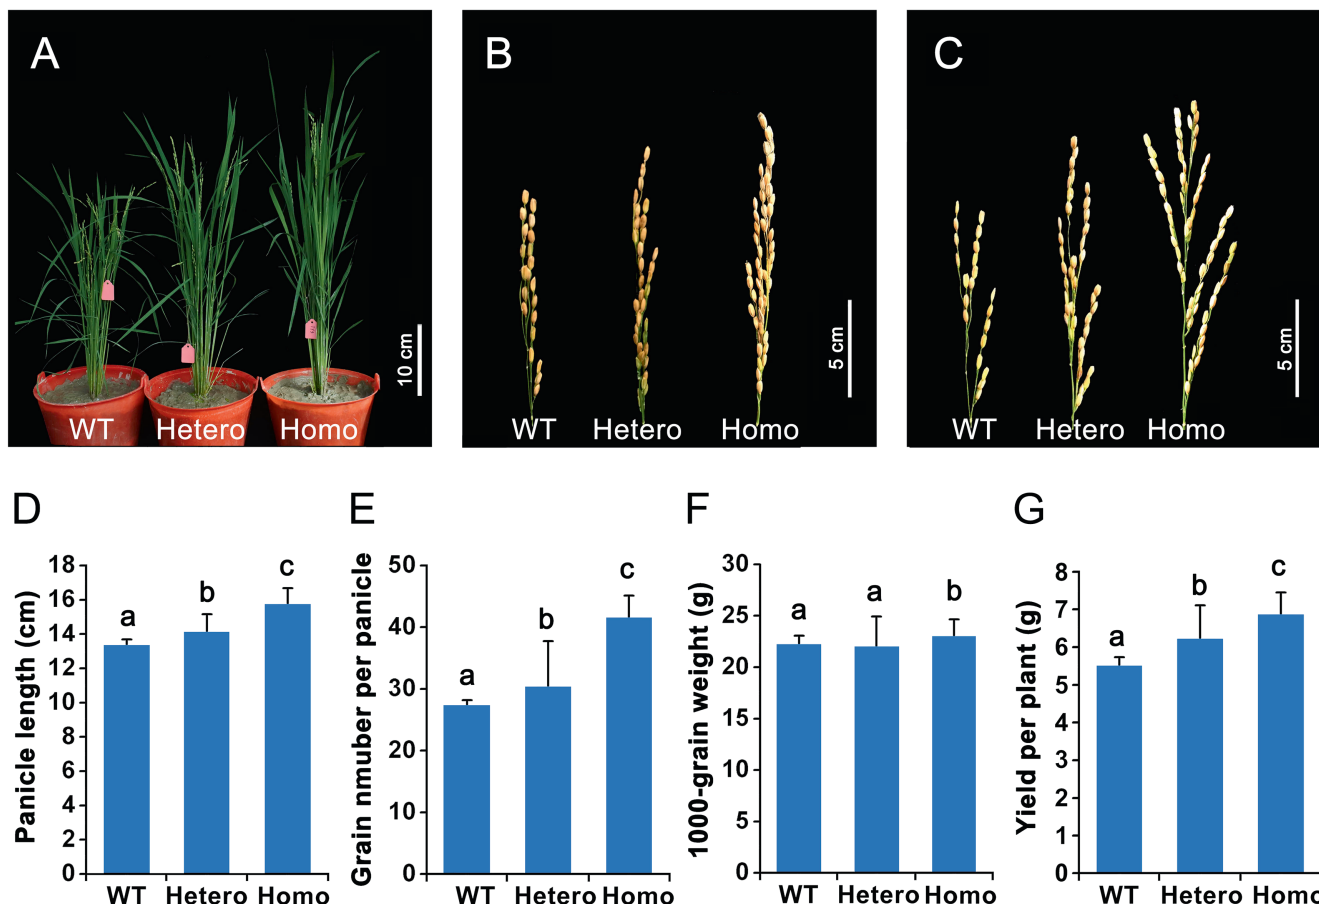 A
B
C
10 cm
5 cm
5 cm
WT Hetero Homo
WT Hetero Homo
WT Hetero Homo
D
E
F
G
Panicle length (cm)
18
16
14
12
10
8
6
4
2
0
a
b
c
WT Hetero Homo
Grain nmuber per panicle
50
40
30
20
10
0
a
b
c
WT Hetero Homo
1000-grain weight (g)
30
25
20
15
10
5
0
a
a
b
WT Hetero Homo
Yield per plant (g)
8
7
6
5
4
3
2
1
0
a
b
c
WT Hetero Homo